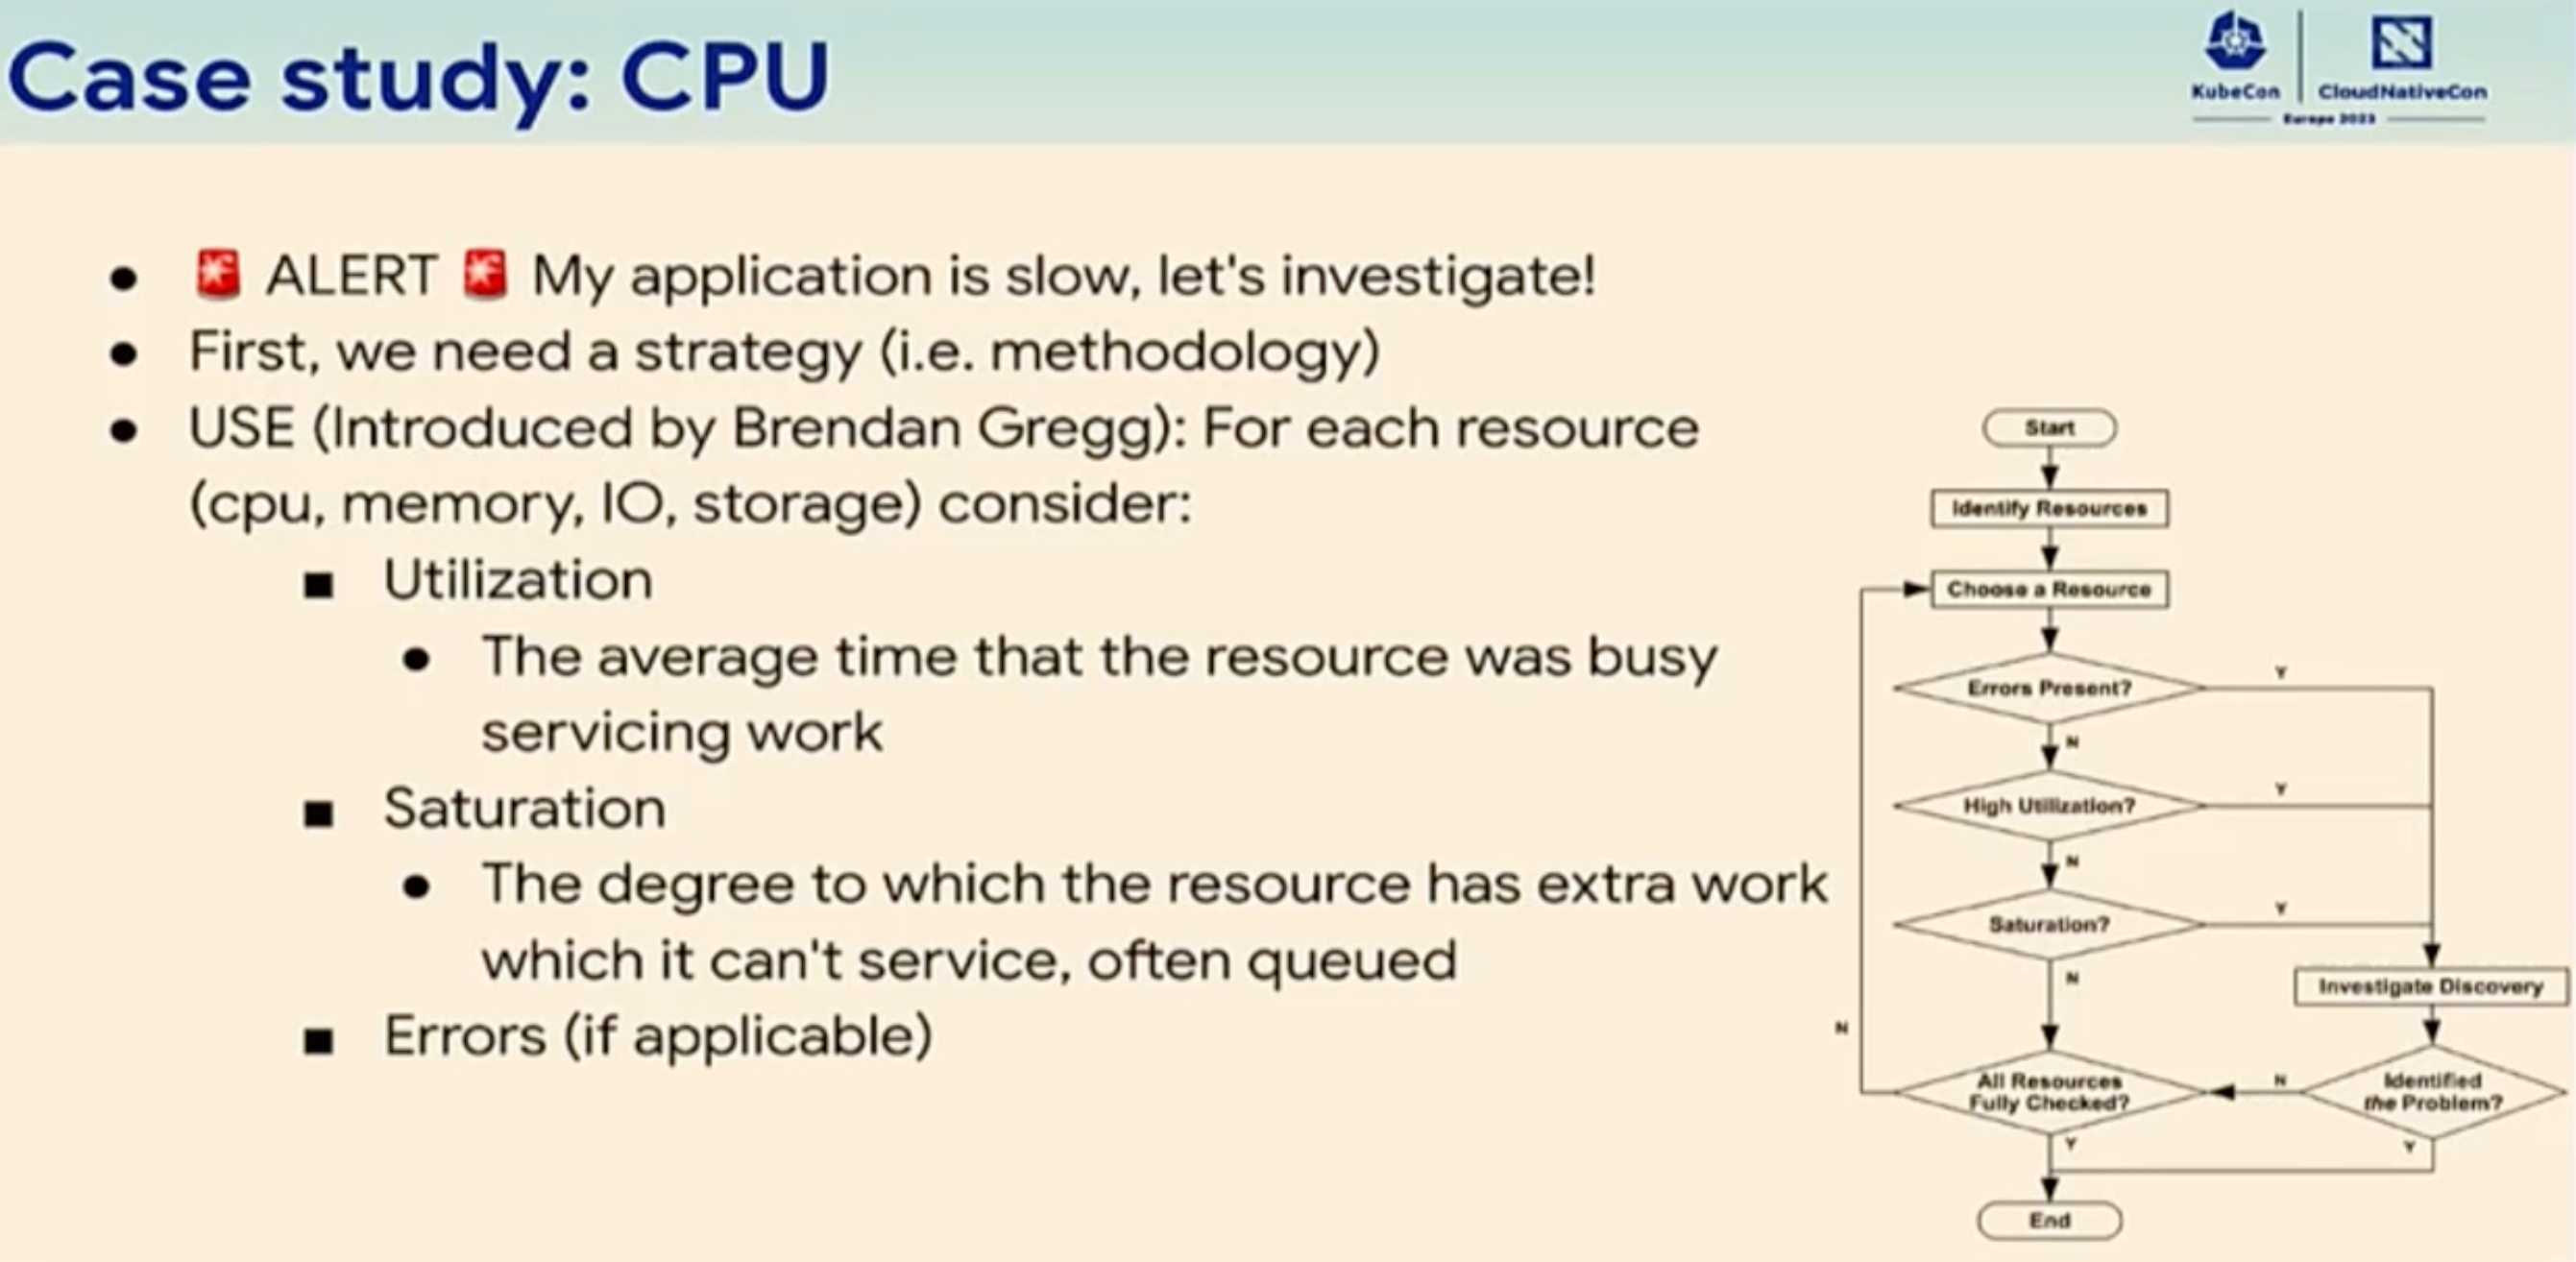 Case study: CPU
KubeCon
CloudNativeCon
Europe 2023
● 🚨 ALERT 🚨 My application is slow, let's investigate!
● First, we need a strategy (i.e. methodology)
● USE (Introduced by Brendan Gregg): For each resource
(cpu, memory, IO, storage) consider:
■ Utilization
● The average time that the resource was busy
servicing work
■ Saturation
● The degree to which the resource has extra work
which it can't service, often queued
■ Errors (if applicable)
Start
Identify Resources
Choose a Resource
Errors Present?
Y
N
High Utilization?
Y
N
Saturation?
Y
N
Investigate Discovery
N
All Resources
Fully Checked?
N
Identified
the Problem?
Y
Y
End